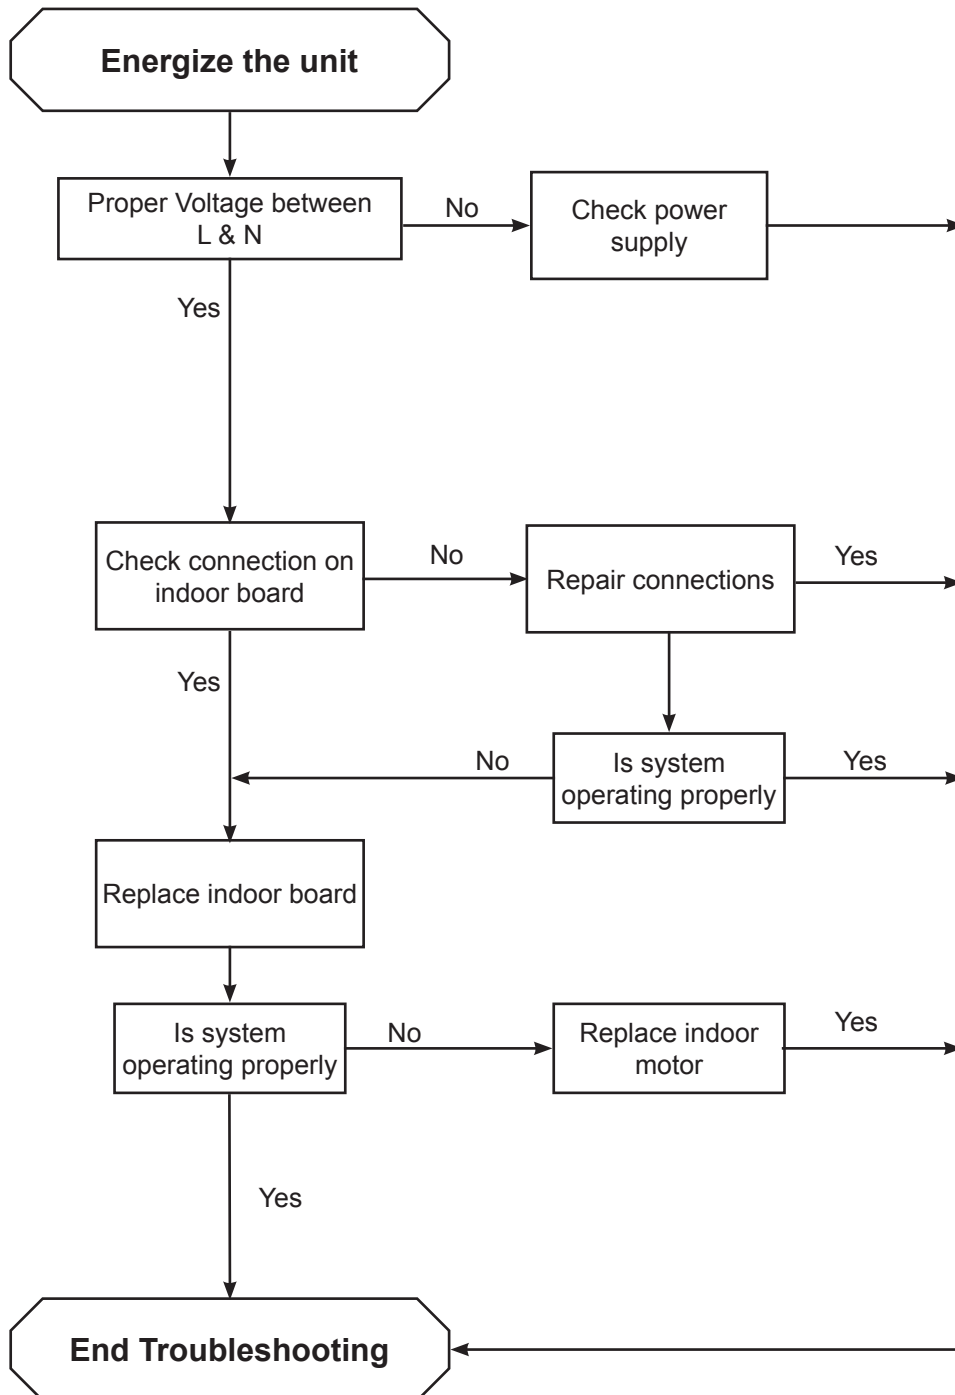 Energize the unit
Proper Voltage between
L & N
No
Check power
supply
Yes
Check connection on
indoor board
No
Repair connections
Yes
Yes
Is system
operating properly
No
Yes
Replace indoor board
Is system
operating properly
No
Replace indoor
motor
Yes
Yes
End Troubleshooting